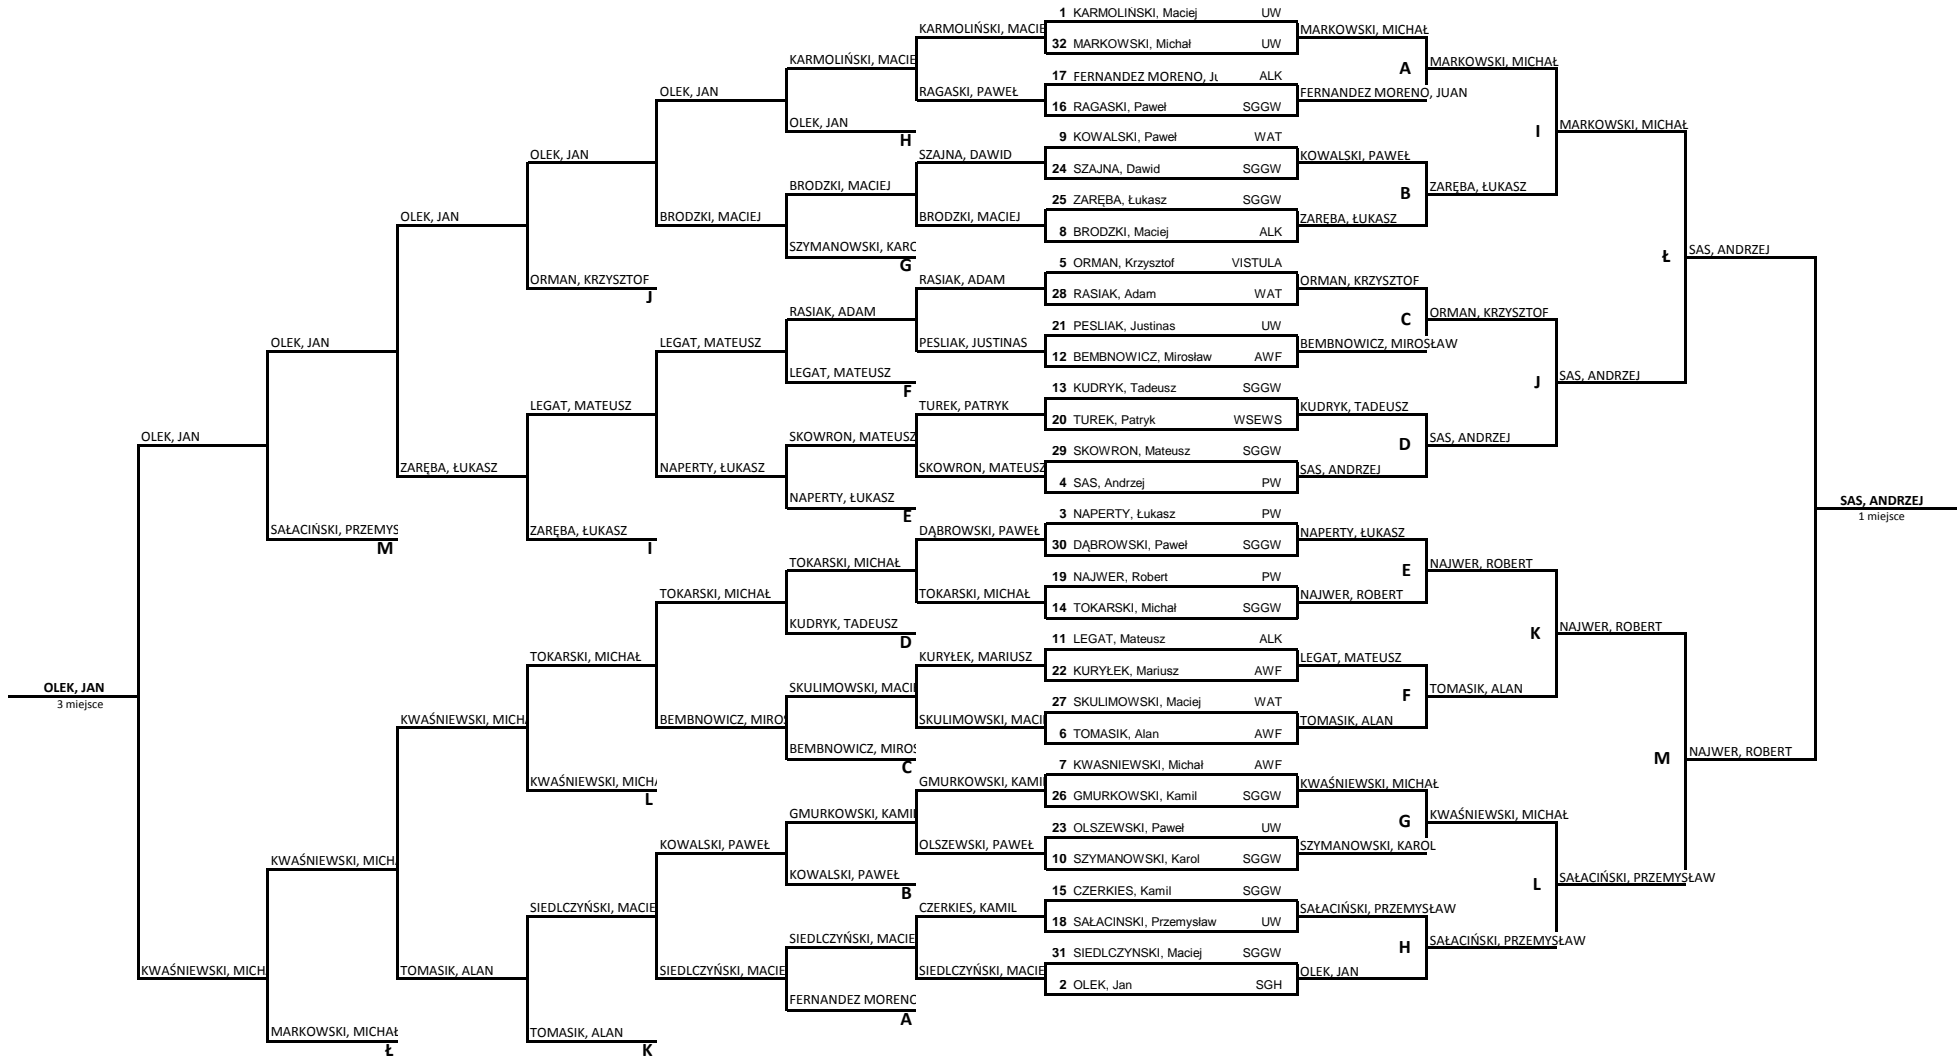 1 KARMOLIŃSKI, Maciej UW
KARMOLIŃSKI, MACIE
MARKOWSKI, MICHAŁ
32 MARKOWSKI, Michał UW
KARMOLIŃSKI, MACIE
A
MARKOWSKI, MICHAŁ
17 FERNANDEZ MORENO, Ju ALK
OLEK, JAN
RAGASKI, PAWEŁ
FERNANDEZ MORENO, JUAN
16 RAGASKI, Paweł SGGW
OLEK, JAN
H
I
MARKOWSKI, MICHAŁ
9 KOWALSKI, Paweł WAT
OLEK, JAN
SZAJNA, DAWID
KOWALSKI, PAWEŁ
24 SZAJNA, Dawid SGGW
BRODZKI, MACIEJ
B
ZARĘBA, ŁUKASZ
25 ZARĘBA, Łukasz SGGW
OLEK, JAN
BRODZKI, MACIEJ
BRODZKI, MACIEJ
ZARĘBA, ŁUKASZ
8 BRODZKI, Maciej ALK
SZYMANOWSKI, KARO
G
Ł
SAS, ANDRZEJ
5 ORMAN, Krzysztof VISTULA
ORMAN, KRZYSZTOF
J
RASIAK, ADAM
ORMAN, KRZYSZTOF
28 RASIAK, Adam WAT
RASIAK, ADAM
C
ORMAN, KRZYSZTOF
21 PESLIAK, Justinas UW
OLEK, JAN
LEGAT, MATEUSZ
PESLIAK, JUSTINAS
BEMBNOWICZ, MIROSŁAW
12 BEMBNOWICZ, Mirosław AWF
LEGAT, MATEUSZ
F
J
SAS, ANDRZEJ
13 KUDRYK, Tadeusz SGGW
LEGAT, MATEUSZ
TUREK, PATRYK
KUDRYK, TADEUSZ
20 TUREK, Patryk WSEWS
OLEK, JAN
SKOWRON, MATEUSZ
D
SAS, ANDRZEJ
29 SKOWRON, Mateusz SGGW
ZARĘBA, ŁUKASZ
NAPERTY, ŁUKASZ
SKOWRON, MATEUSZ
SAS, ANDRZEJ
4 SAS, Andrzej PW
NAPERTY, ŁUKASZ
E
SAS, ANDRZEJ
1 miejsce
3 NAPERTY, Łukasz PW
SAŁACIŃSKI, PRZEMYS
M
ZARĘBA, ŁUKASZ
I
DĄBROWSKI, PAWEŁ
NAPERTY, ŁUKASZ
30 DĄBROWSKI, Paweł SGGW
TOKARSKI, MICHAŁ
E
NAJWER, ROBERT
19 NAJWER, Robert PW
TOKARSKI, MICHAŁ
TOKARSKI, MICHAŁ
NAJWER, ROBERT
14 TOKARSKI, Michał SGGW
KUDRYK, TADEUSZ
D
K
NAJWER, ROBERT
11 LEGAT, Mateusz ALK
TOKARSKI, MICHAŁ
KURYŁEK, MARIUSZ
LEGAT, MATEUSZ
22 KURYŁEK, Mariusz AWF
OLEK, JAN
3 miejsce
SKULIMOWSKI, MACI
F
TOMASIK, ALAN
27 SKULIMOWSKI, Maciej WAT
KWAŚNIEWSKI, MICH
BEMBNOWICZ, MIROS
SKULIMOWSKI, MACI
TOMASIK, ALAN
6 TOMASIK, Alan AWF
BEMBNOWICZ, MIROS
C
M
NAJWER, ROBERT
7 KWASNIEWSKI, Michał AWF
KWAŚNIEWSKI, MICHA
L
GMURKOWSKI, KAMI
KWAŚNIEWSKI, MICHAŁ
26 GMURKOWSKI, Kamil SGGW
GMURKOWSKI, KAMI
G
KWAŚNIEWSKI, MICHAŁ
23 OLSZEWSKI, Paweł UW
KWAŚNIEWSKI, MICH
KOWALSKI, PAWEŁ
OLSZEWSKI, PAWEŁ
SZYMANOWSKI, KAROL
10 SZYMANOWSKI, Karol SGGW
KOWALSKI, PAWEŁ
B
L
SAŁACIŃSKI, PRZEMYSŁAW
15 CZERKIES, Kamil SGGW
SIEDLCZYŃSKI, MACIE
CZERKIES, KAMIL
SAŁACIŃSKI, PRZEMYSŁAW
18 SAŁACINSKI, Przemysław UW
SIEDLCZYŃSKI, MACIE
H
SAŁACIŃSKI, PRZEMYSŁAW
31 SIEDLCZYNSKI, Maciej SGGW
KWAŚNIEWSKI, MICH
TOMASIK, ALAN
SIEDLCZYŃSKI, MACIE
SIEDLCZYŃSKI, MACIE
OLEK, JAN
2 OLEK, Jan SGH
FERNANDEZ MORENO
A
MARKOWSKI, MICHAŁ
Ł
TOMASIK, ALAN
K